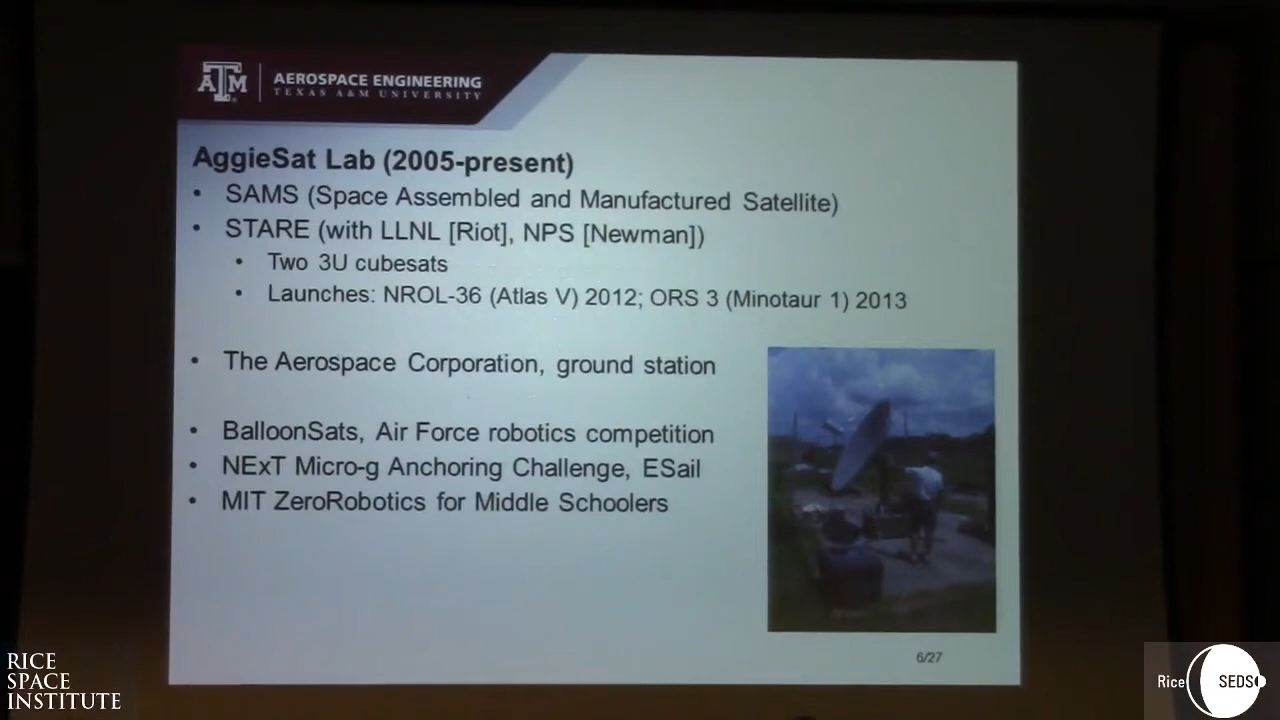 AM
AEROSPACE ENGINEERING
TEXAS A&M UNIVERSITY
AggieSat Lab (2005-present)
• SAMS (Space Assembled and Manufactured Satellite)
• STARE (with LLNL [Riot], NPS [Newman])
• Two 3U cubesats
• Launches: NROL-36 (Atlas V) 2012; ORS 3 (Minotaur 1) 2013
• The Aerospace Corporation, ground station
• BalloonSats, Air Force robotics competition
• NExT Micro-g Anchoring Challenge, ESail
• MIT ZeroRobotics for Middle Schoolers
6/27
RICE
SPACE
INSTITUTE
Rice SEDS